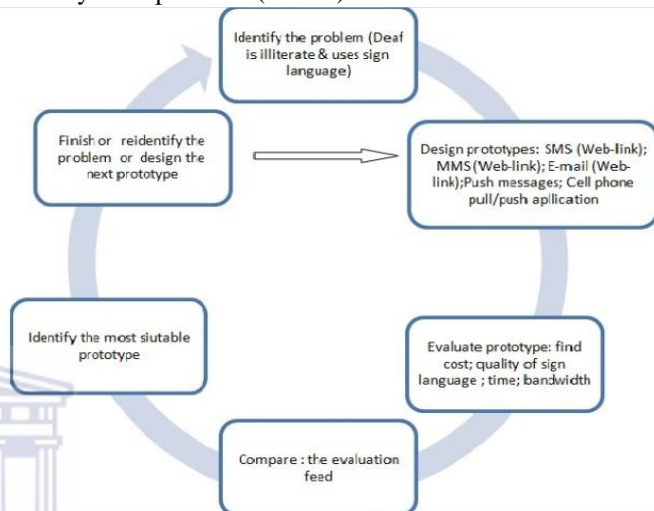 Identify the problem (Deaf
is illiterate & uses sign
language)
Design prototypes: SMS (Web-link);
MMS (Web-link); E-mail (Web-
link);Push messages; Cell phone
pull/push apllication
Evaluate prototype: find
cost; quality of sign
language ; time; bandwidth
Compare : the evaluation
feed
Identify the most siutable
prototype
Finish or reidentify the
problem or design the
next prototype